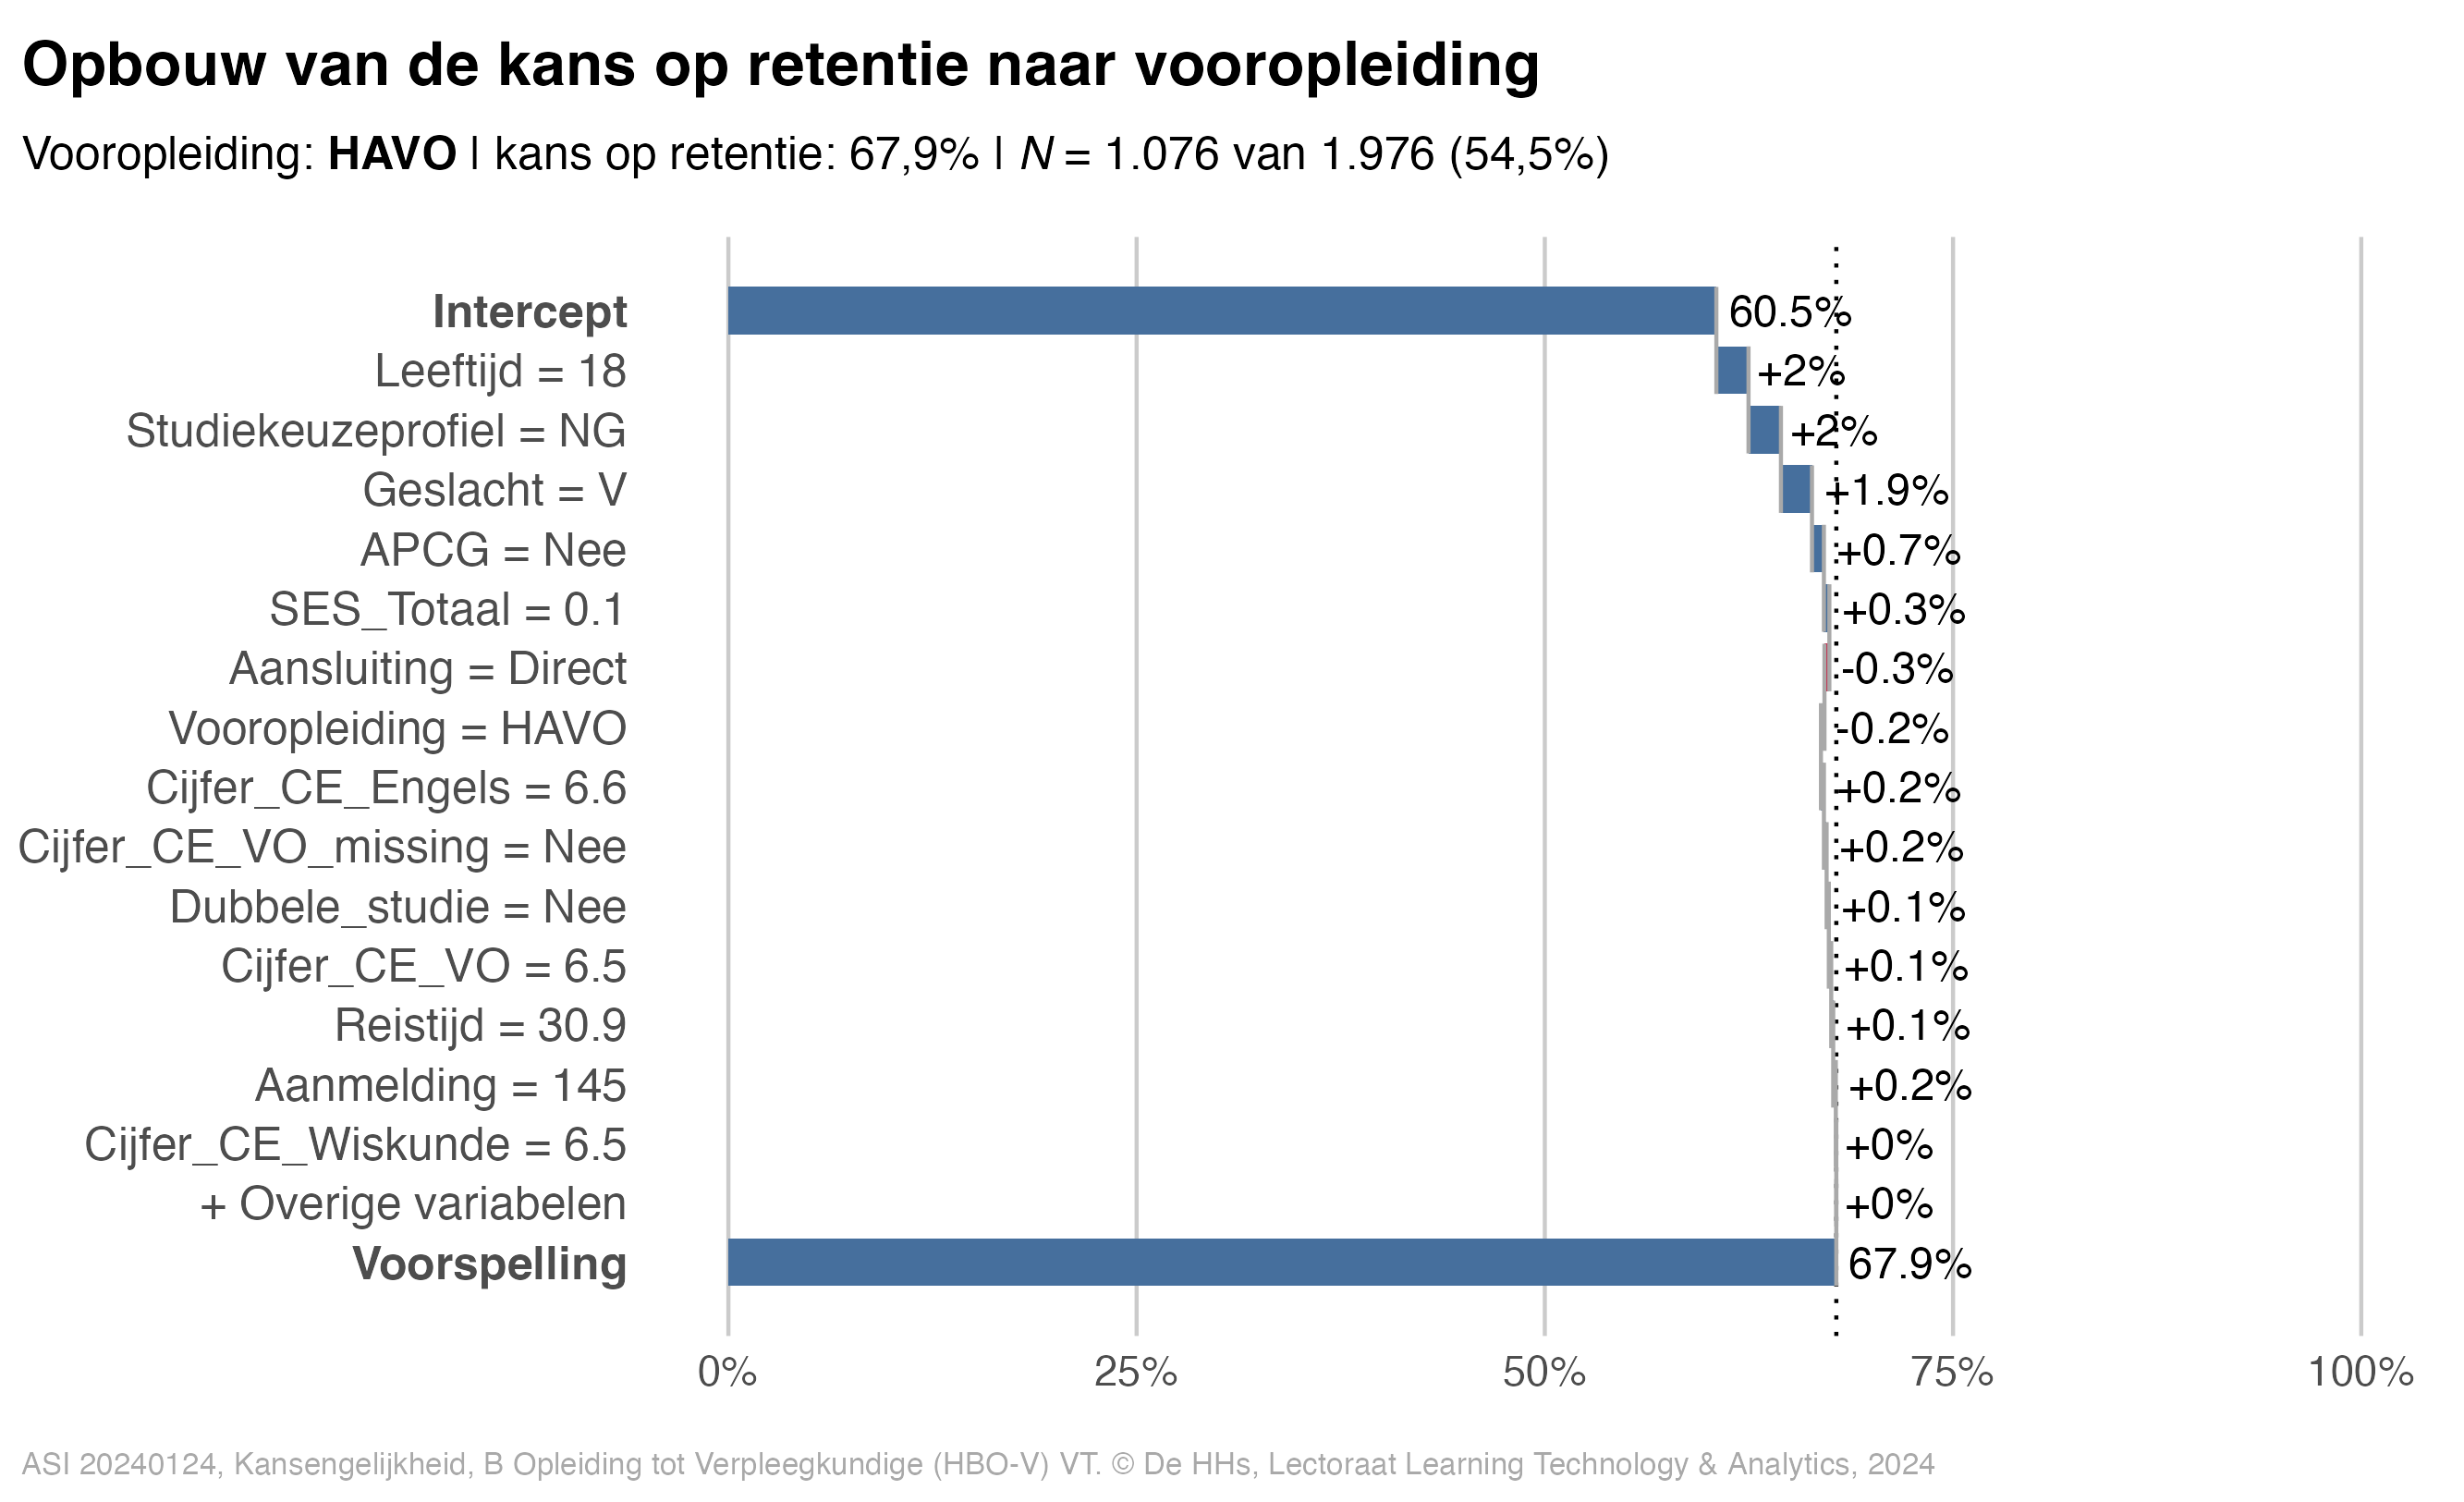 Opbouw van de kans op retentie naar vooropleiding
Vooropleiding: HAVO | kans op retentie: 67,9% | N = 1.076 van 1.976 (54,5%)
Intercept 60.5%
Leeftijd = 18 +2%
Studiekeuzeprofiel = NG +2%
Geslacht = V +1.9%
APCG = Nee +0.7%
SES_Totaal = 0.1 +0.3%
Aansluiting = Direct -0.3%
Vooropleiding = HAVO -0.2%
Cijfer_CE_Engels = 6.6 +0.2%
Cijfer_CE_VO_missing = Nee +0.2%
Dubbele_studie = Nee +0.1%
Cijfer_CE_VO = 6.5 +0.1%
Reistijd = 30.9 +0.1%
Aanmelding = 145 +0.2%
Cijfer_CE_Wiskunde = 6.5 +0%
+ Overige variabelen +0%
Voorspelling 67.9%
0% 25% 50% 75% 100%
ASI 20240124, Kansengelijkheid, B Opleiding tot Verpleegkundige (HBO-V) VT. © De HHs, Lectoraat Learning Technology & Analytics, 2024